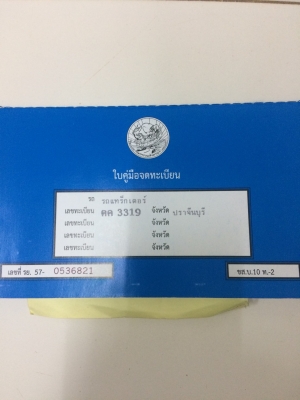 ใบคู่มือจดทะเบียน
รถ รถแทร็กเตอร์
เลขทะเบียน ตค 3319 จังหวัด ปราจีนบุรี
เลขทะเบียน จังหวัด
เลขทะเบียน จังหวัด
เลขทะเบียน จังหวัด
เลขที่ วย. 57- 0536821 ขส.บ.10 ท.-2